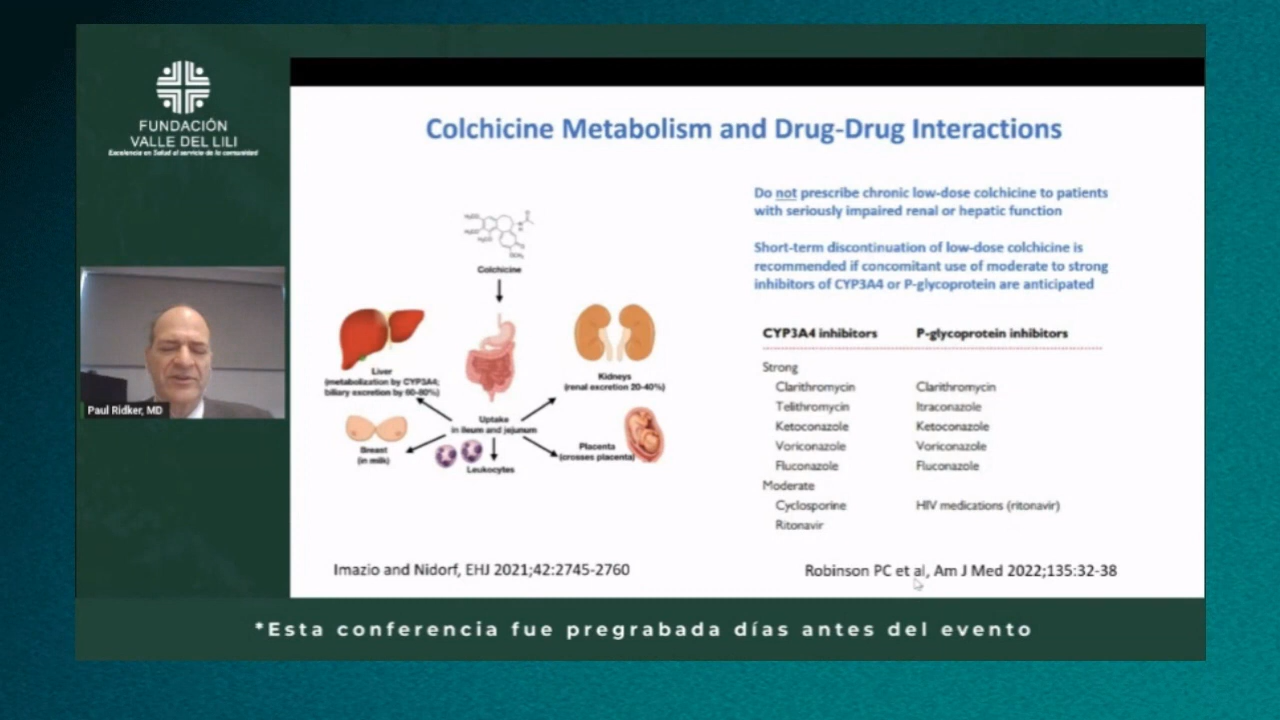 FUNDACIÓN
VALLE DEL LILI
Excelencia en Salud al servicio de la comunidad
Paul Ridker, MD
Colchicine Metabolism and Drug-Drug Interactions
Colchicine
Liver
(metabolization by CYP3A4;
biliary excretion by 60-80%)
Kidneys
(renal excretion 20-40%)
Uptake
in ileum and jejunum
Breast
(in milk)
Leukocytes
Placenta
(crosses placenta)
Do not prescribe chronic low-dose colchicine to patients
with seriously impaired renal or hepatic function
Short-term discontinuation of low-dose colchicine is
recommended if concomitant use of moderate to strong
inhibitors of CYP3A4 or P-glycoprotein are anticipated
CYP3A4 inhibitors P-glycoprotein inhibitors
Strong
Clarithromycin Clarithromycin
Telithromycin Itraconazole
Ketoconazole Ketoconazole
Voriconazole Voriconazole
Fluconazole Fluconazole
Moderate
Cyclosporine HIV medications (ritonavir)
Ritonavir
Imazio and Nidorf, EHJ 2021;42:2745-2760
Robinson PC et al, Am J Med 2022;135:32-38
*Esta conferencia fue pregrabada días antes del evento